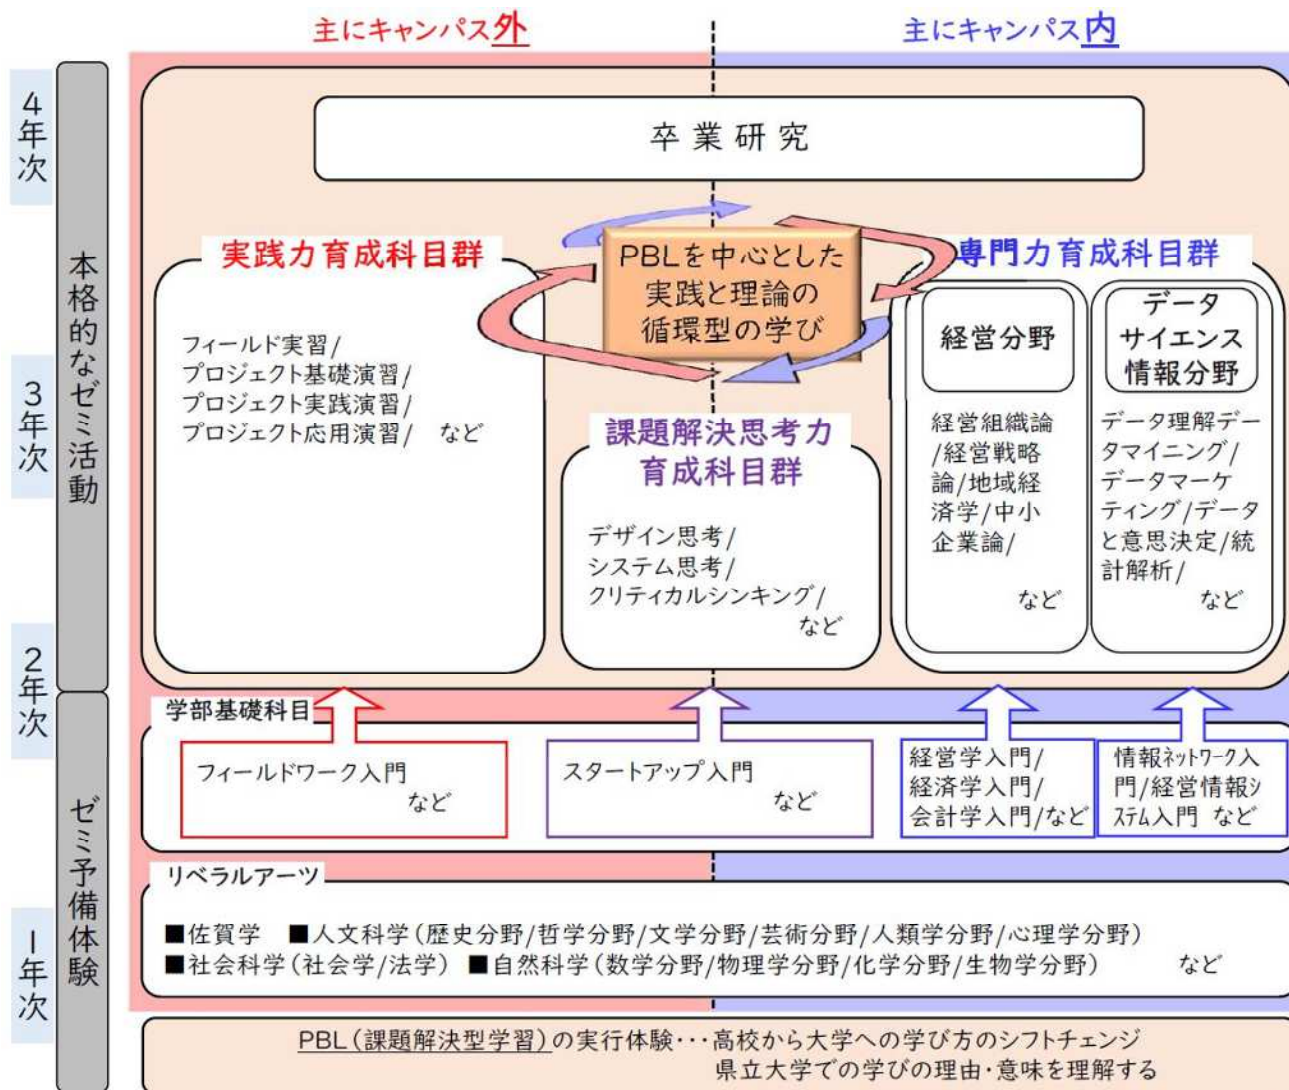 主にキャンパス外
主にキャンパス内
4年次
3年次
2年次
1年次
本格的なゼミ活動
ゼミ予備体験
卒業研究
PBLを中心とした
実践と理論の
循環型の学び
実践力育成科目群
フィールド実習/
プロジェクト基礎演習/
プロジェクト実践演習/
プロジェクト応用演習/ など
課題解決思考力
育成科目群
デザイン思考/
システム思考/
クリティカルシンキング/
など
専門力育成科目群
経営分野
経営組織論
/経営戦略
論/地域経
済学/中小
企業論/
など
データ
サイエンス
情報分野
データ理解デー
タマイニング/
データマーケ
ティング/データ
と意思決定/統
計解析/
など
学部基礎科目
フィールドワーク入門
など
スタートアップ入門
など
経営学入門/
経済学入門/
会計学入門/など
情報ネットワーク入
門/経営情報シ
ステム入門 など
リベラルアーツ
■佐賀学 ■人文科学(歴史分野/哲学分野/文学分野/芸術分野/人類学分野/心理学分野)
■社会科学(社会学/法学) ■自然科学(数学分野/物理学分野/化学分野/生物学分野) など
PBL(課題解決型学習)の実行体験・・・高校から大学への学び方のシフトチェンジ
県立大学での学びの理由・意味を理解する